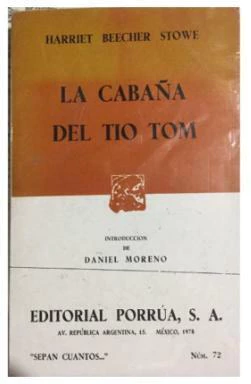 HARRIET BEECHER STOWE
LA CABAÑA
DEL TIO TOM
INTRODUCCION
DE
DANIEL MORENO
EDITORIAL PORRÚA, S. A.
AV. REPÚBLICA ARGENTINA, 15. MÉXICO, 1978
"SEPAN CUANTOS..." NÚM. 72